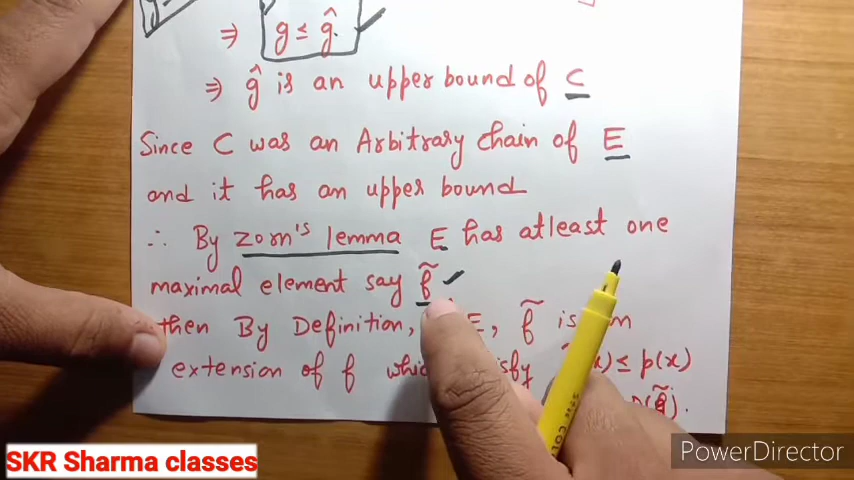 ⇒ g ≤ ĝ.
⇒ ĝ is an upper bound of C
Since C was an Arbitrary chain of E
and it has an upper bound
∴ By Zorn's lemma E has atleast one
maximal element say f̃
then By Definition, E, f̃ is
extension of f ≤ p(x)
SKR Sharma classes
PowerDirector